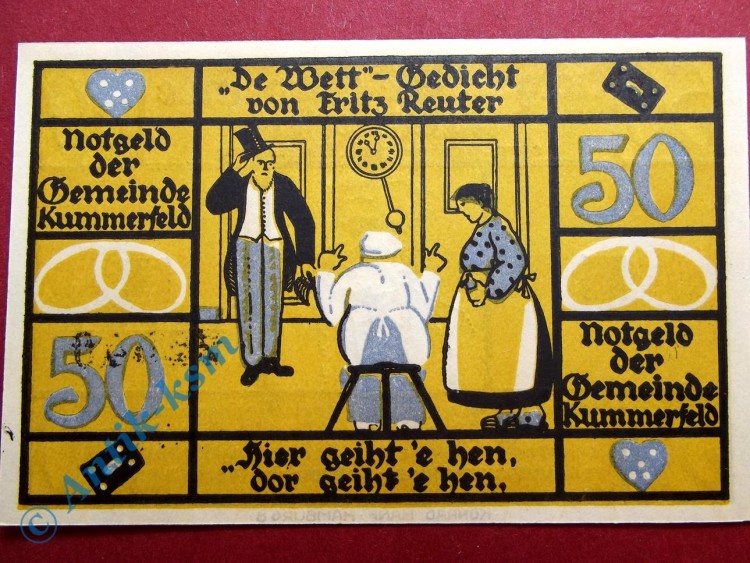 „De Wett“-Gedicht
von Fritz Reuter
Notgeld
der
Gemeinde
Kummerfeld
50
50
Notgeld
der
Gemeinde
Kummerfeld
„Hier geiht 'e hen,
dor geiht 'e hen.
© Antik-ksm